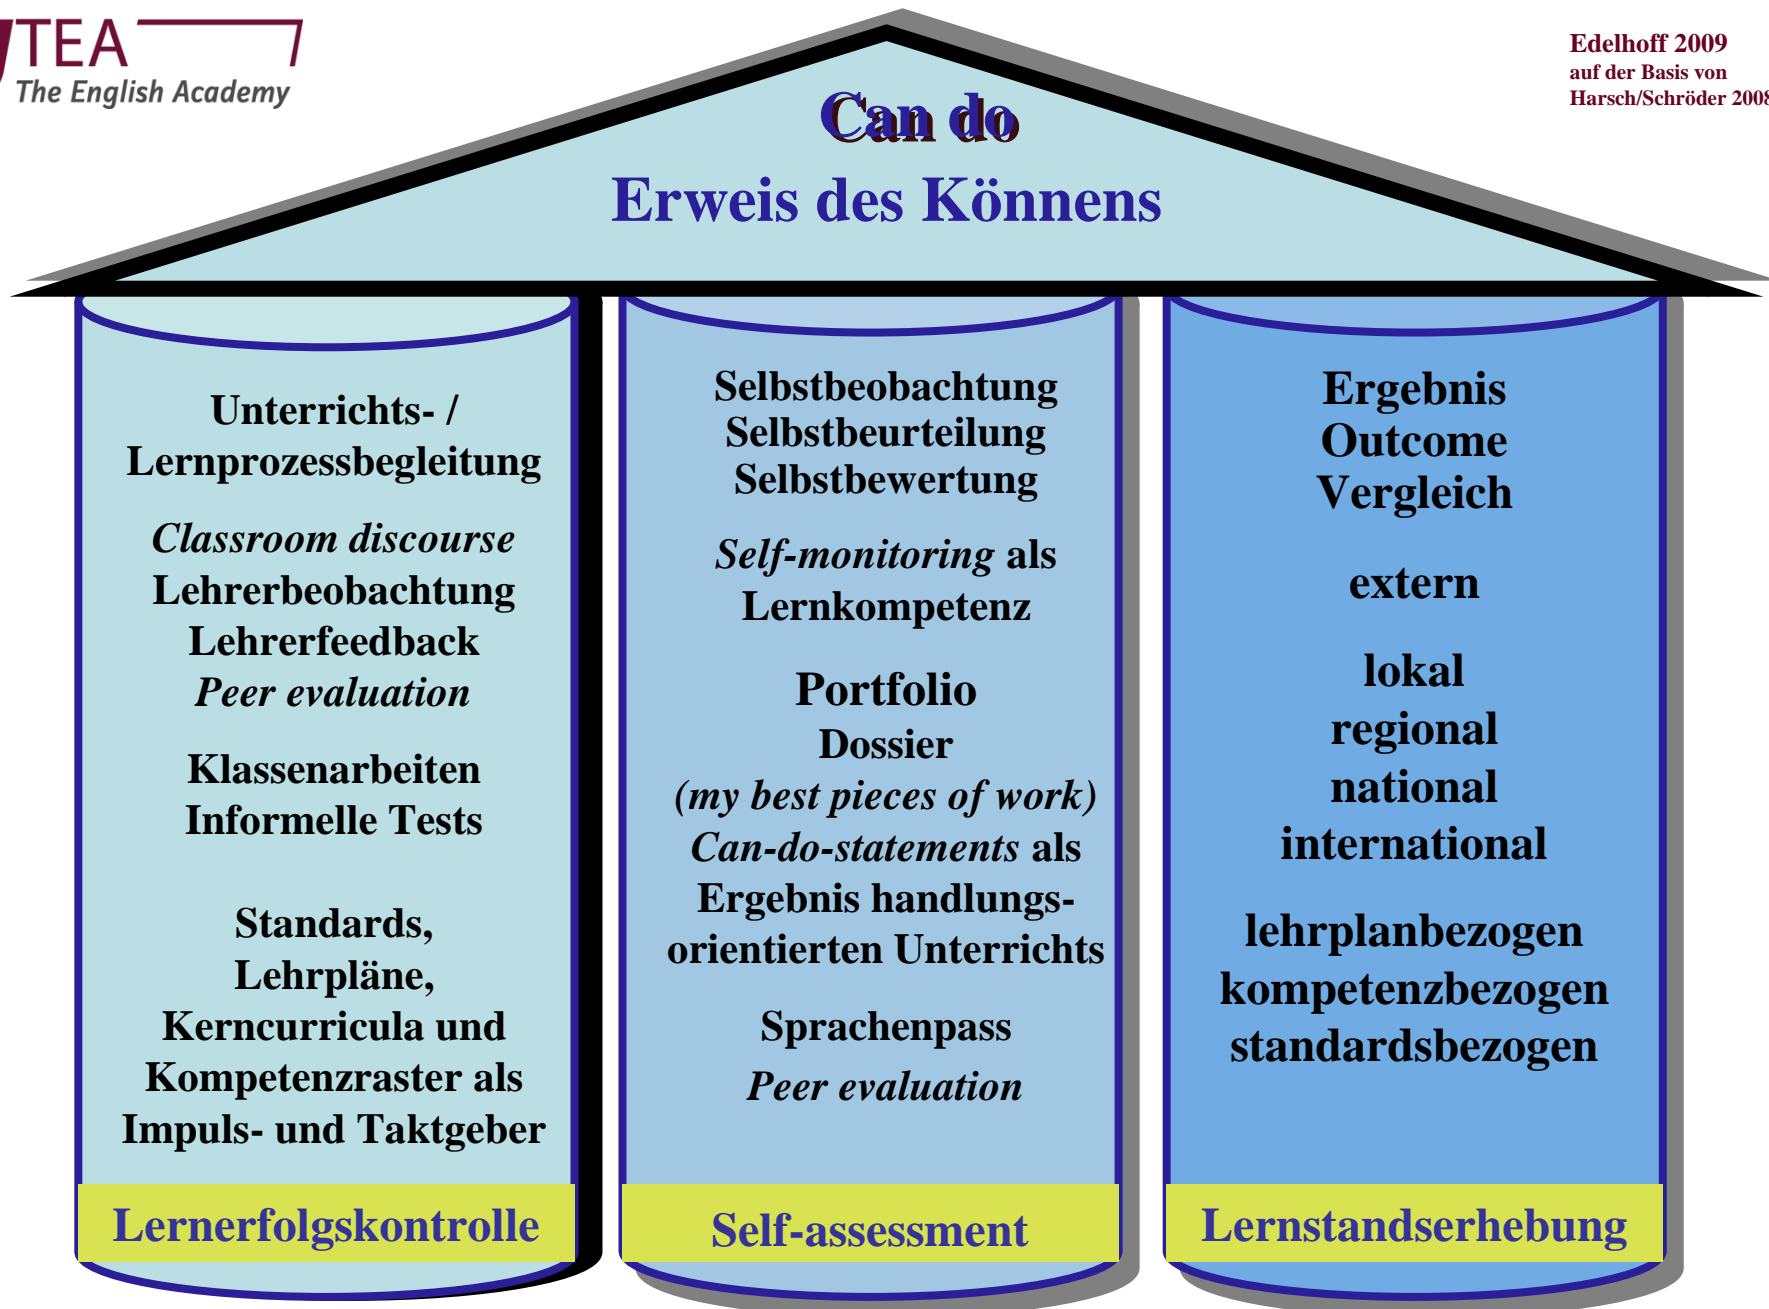 TEA
The English Academy
Edelhoff 2009
auf der Basis von
Harsch/Schröder 2008
Can do
Erweis des Könnens
Unterrichts- /
Lernprozessbegleitung
Classroom discourse
Lehrerbeobachtung
Lehrerfeedback
Peer evaluation
Klassenarbeiten
Informelle Tests
Standards,
Lehrpläne,
Kerncurricula und
Kompetenzraster als
Impuls- und Taktgeber
Lernerfolgskontrolle
Selbstbeobachtung
Selbstbeurteilung
Selbstbewertung
Self-monitoring als
Lernkompetenz
Portfolio
Dossier
(my best pieces of work)
Can-do-statements als
Ergebnis handlungs-
orientierten Unterrichts
Sprachenpass
Peer evaluation
Self-assessment
Ergebnis
Outcome
Vergleich
extern
lokal
regional
national
international
lehrplanbezogen
kompetenzbezogen
standardsbezogen
Lernstandserhebung